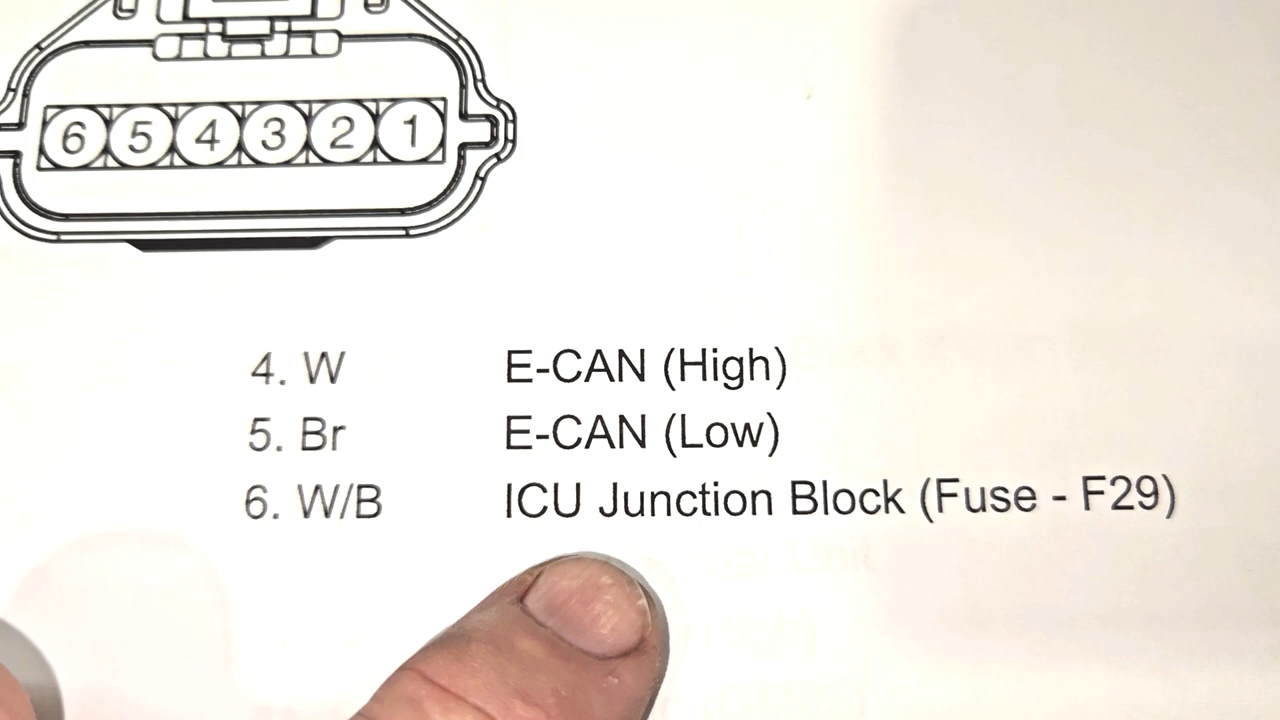 6 5 4 3 2 1
4. W E-CAN (High)
5. Br E-CAN (Low)
6. W/B ICU Junction Block (Fuse - F29)